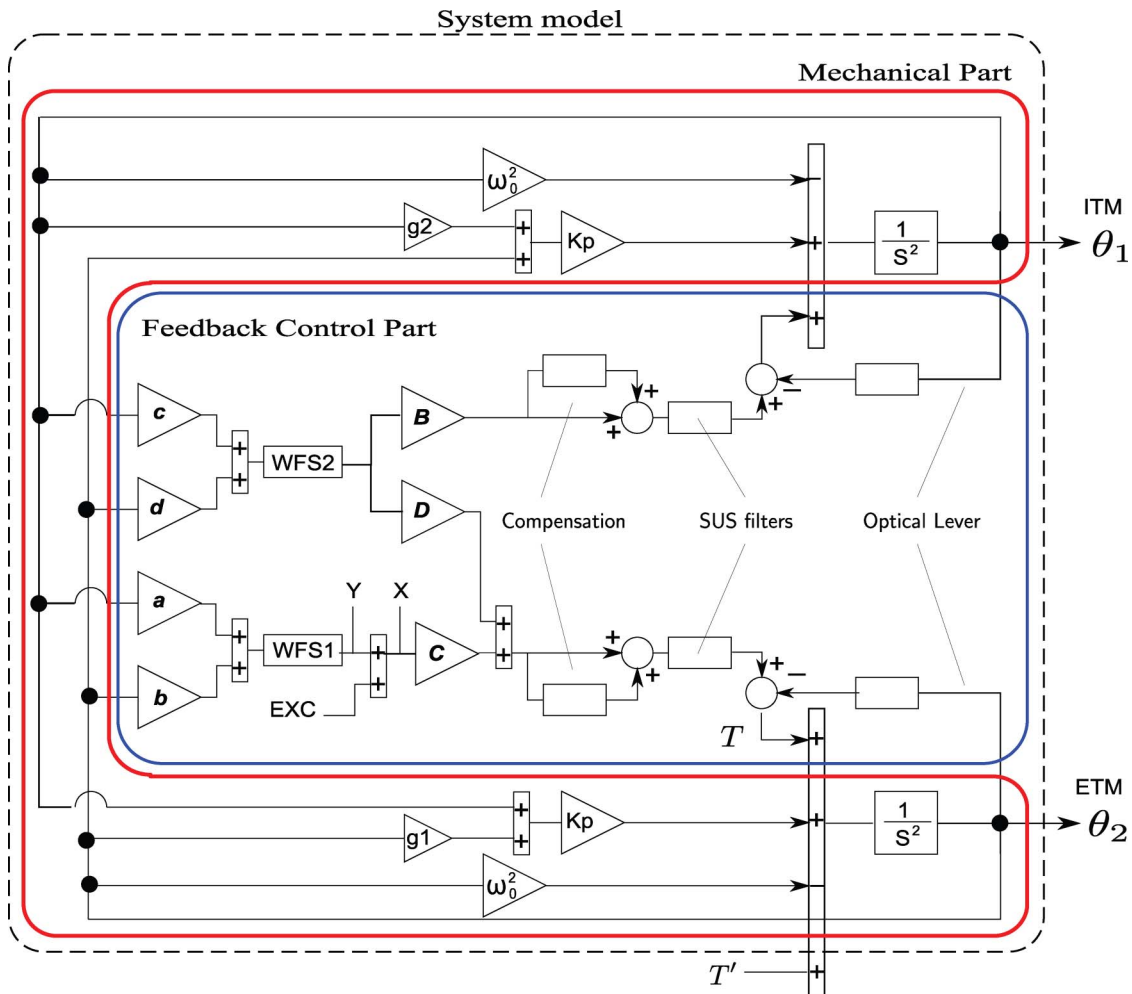 System model
Mechanical Part
ω₀²
−
g2
+
+
Kp
+
1
S²
ITM
θ₁
Feedback Control Part
+
c
+
+
WFS2
d
B
D
+
+
−
+
Compensation
SUS filters
Optical Lever
a
+
+
WFS1
b
Y
X
+
+
EXC
C
+
+
+
+
+
−
T
+
ETM
+
+
g1
Kp
+
1
S²
θ₂
ω₀²
−
T′
+